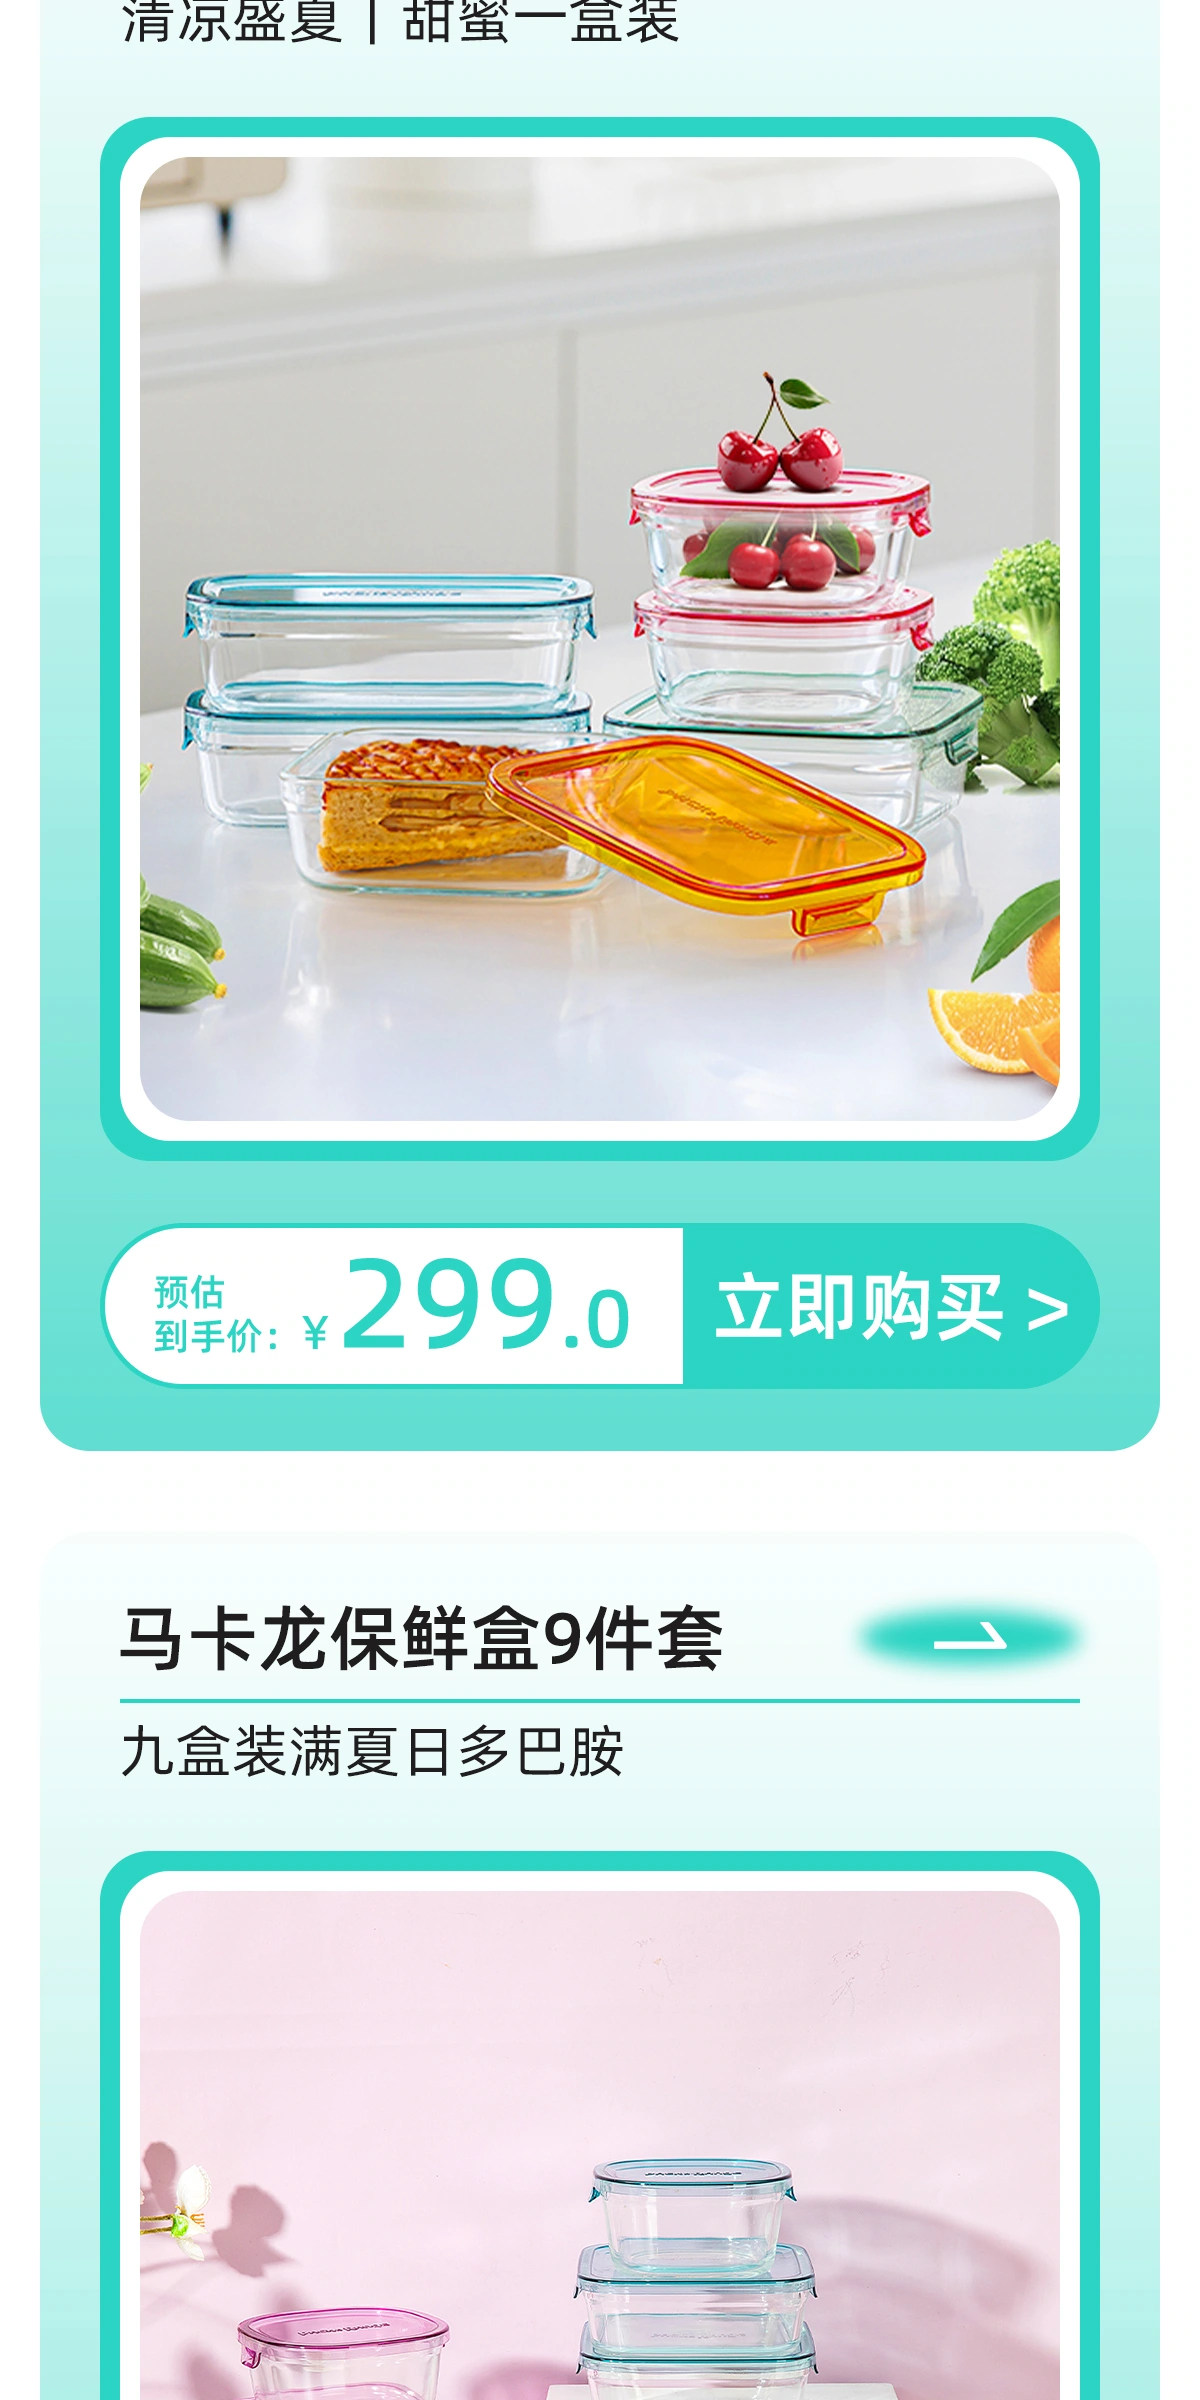 清凉盛夏丨甜蜜一盒装
预估
到手价：¥299.0
立即购买 >
马卡龙保鲜盒9件套
九盒装满夏日多巴胺